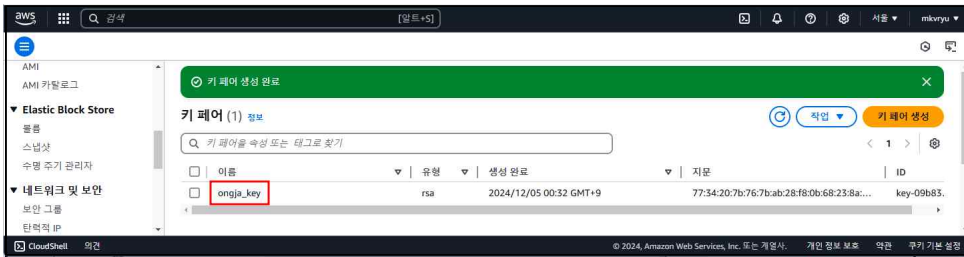 aws 검색 [알트+S] 서울 ▼ mkvryu ▼
AMI
AMI 카탈로그
▼ Elastic Block Store
볼륨
스냅샷
수명 주기 관리자
▼ 네트워크 및 보안
보안 그룹
탄력적 IP
키 페어 생성 완료
키 페어 (1) 정보 작업 ▼ 키 페어 생성
키 페어을 속성 또는 태그로 찾기 < 1 >
이름 유형 생성 완료 지문 ID
ongja_key rsa 2024/12/05 00:32 GMT+9 77:34:20:7b:76:7b:ab:28:f8:0b:68:23:8a:... key-09b83.
CloudShell 의견 © 2024, Amazon Web Services, Inc. 또는 계열사. 개인 정보 보호 약관 쿠키 기본 설정